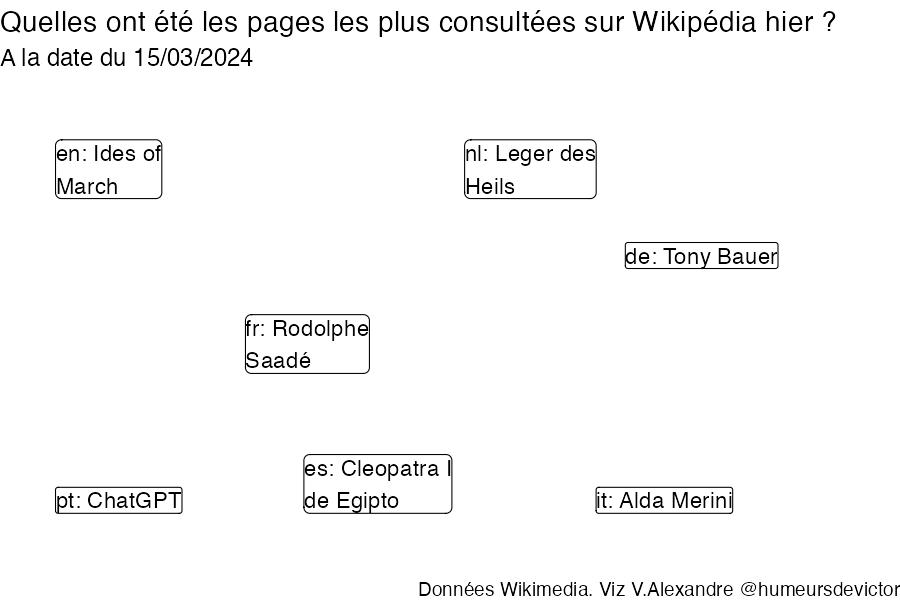 Quelles ont été les pages les plus consultées sur Wikipédia hier ?
A la date du 15/03/2024
en: Ides of
March
nl: Leger des
Heils
de: Tony Bauer
fr: Rodolphe
Saadé
es: Cleopatra I
de Egipto
pt: ChatGPT
it: Alda Merini
Données Wikimedia. Viz V.Alexandre @humeursdevictor